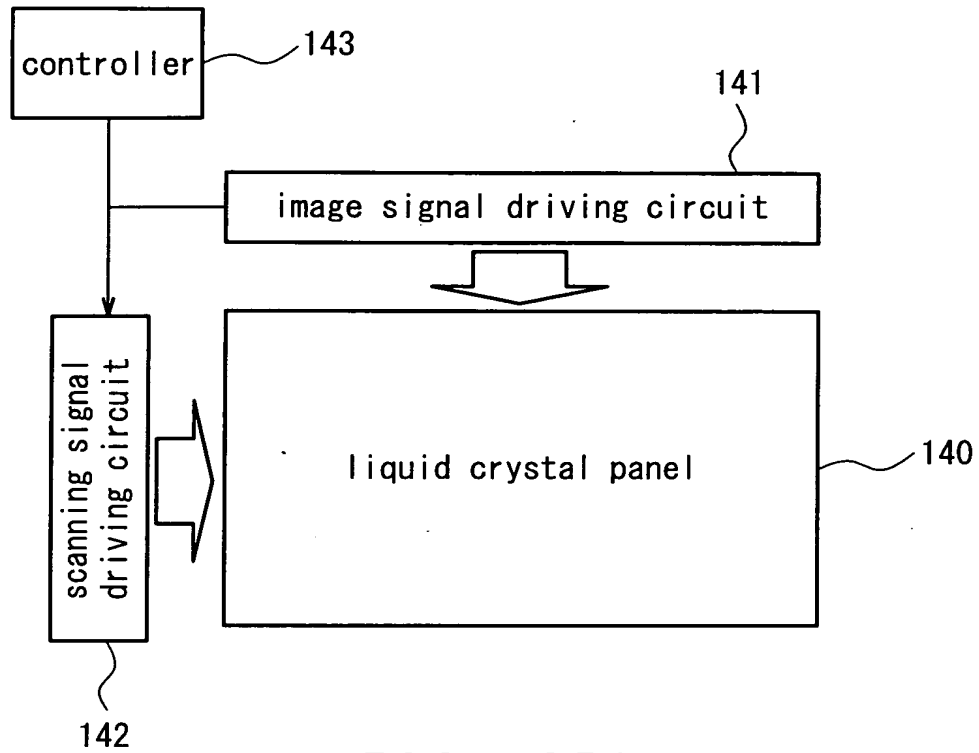 controller
143
141
image signal driving circuit
scanning signal
driving circuit
liquid crystal panel
140
142